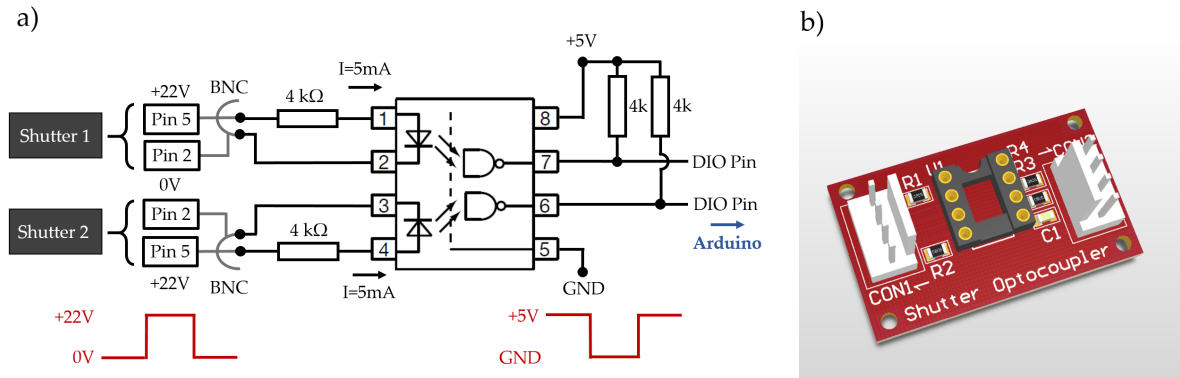 a)
I=5mA
+5V
+22V
BNC
4 kΩ
Pin 5
1
8
4k
4k
Shutter 1
Pin 2
2
7
DIO Pin
0V
Pin 2
3
6
DIO Pin
Shutter 2
Pin 5
4 kΩ
4
5
Arduino
+22V
BNC
I=5mA
GND
+22V
0V
+5V
GND
b)
R1
U1
R4
R3
CON2
C1
R2
CON1
Shutter Optocoupler